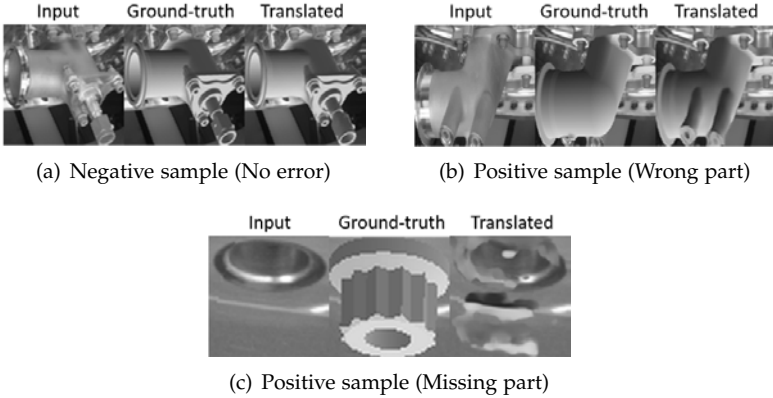 Input Ground-truth Translated Input Ground-truth Translated
(a) Negative sample (No error) (b) Positive sample (Wrong part)
Input Ground-truth Translated
(c) Positive sample (Missing part)